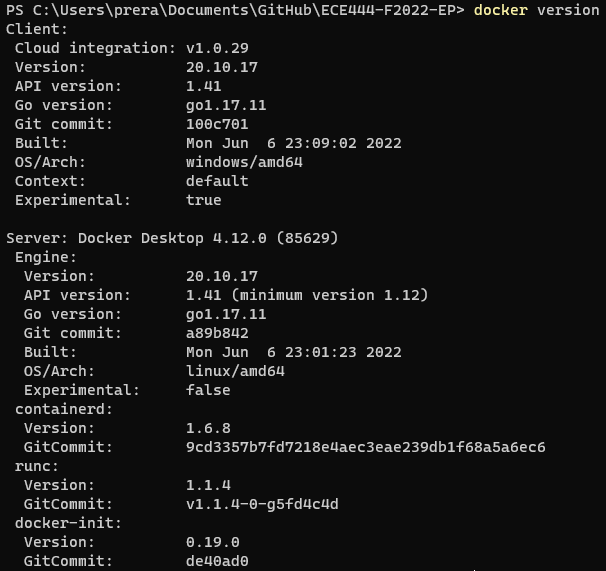 PS C:\Users\prera\Documents\GitHub\ECE444-F2022-EP> docker version
Client:
 Cloud integration: v1.0.29
 Version:           20.10.17
 API version:       1.41
 Go version:        go1.17.11
 Git commit:        100c701
 Built:             Mon Jun  6 23:09:02 2022
 OS/Arch:           windows/amd64
 Context:           default
 Experimental:      true

Server: Docker Desktop 4.12.0 (85629)
 Engine:
  Version:          20.10.17
  API version:      1.41 (minimum version 1.12)
  Go version:       go1.17.11
  Git commit:       a89b842
  Built:            Mon Jun  6 23:01:23 2022
  OS/Arch:          linux/amd64
  Experimental:     false
 containerd:
  Version:          1.6.8
  GitCommit:        9cd3357b7fd7218e4aec3eae239db1f68a5a6ec6
 runc:
  Version:          1.1.4
  GitCommit:        v1.1.4-0-g5fd4c4d
 docker-init:
  Version:          0.19.0
  GitCommit:        de40ad0